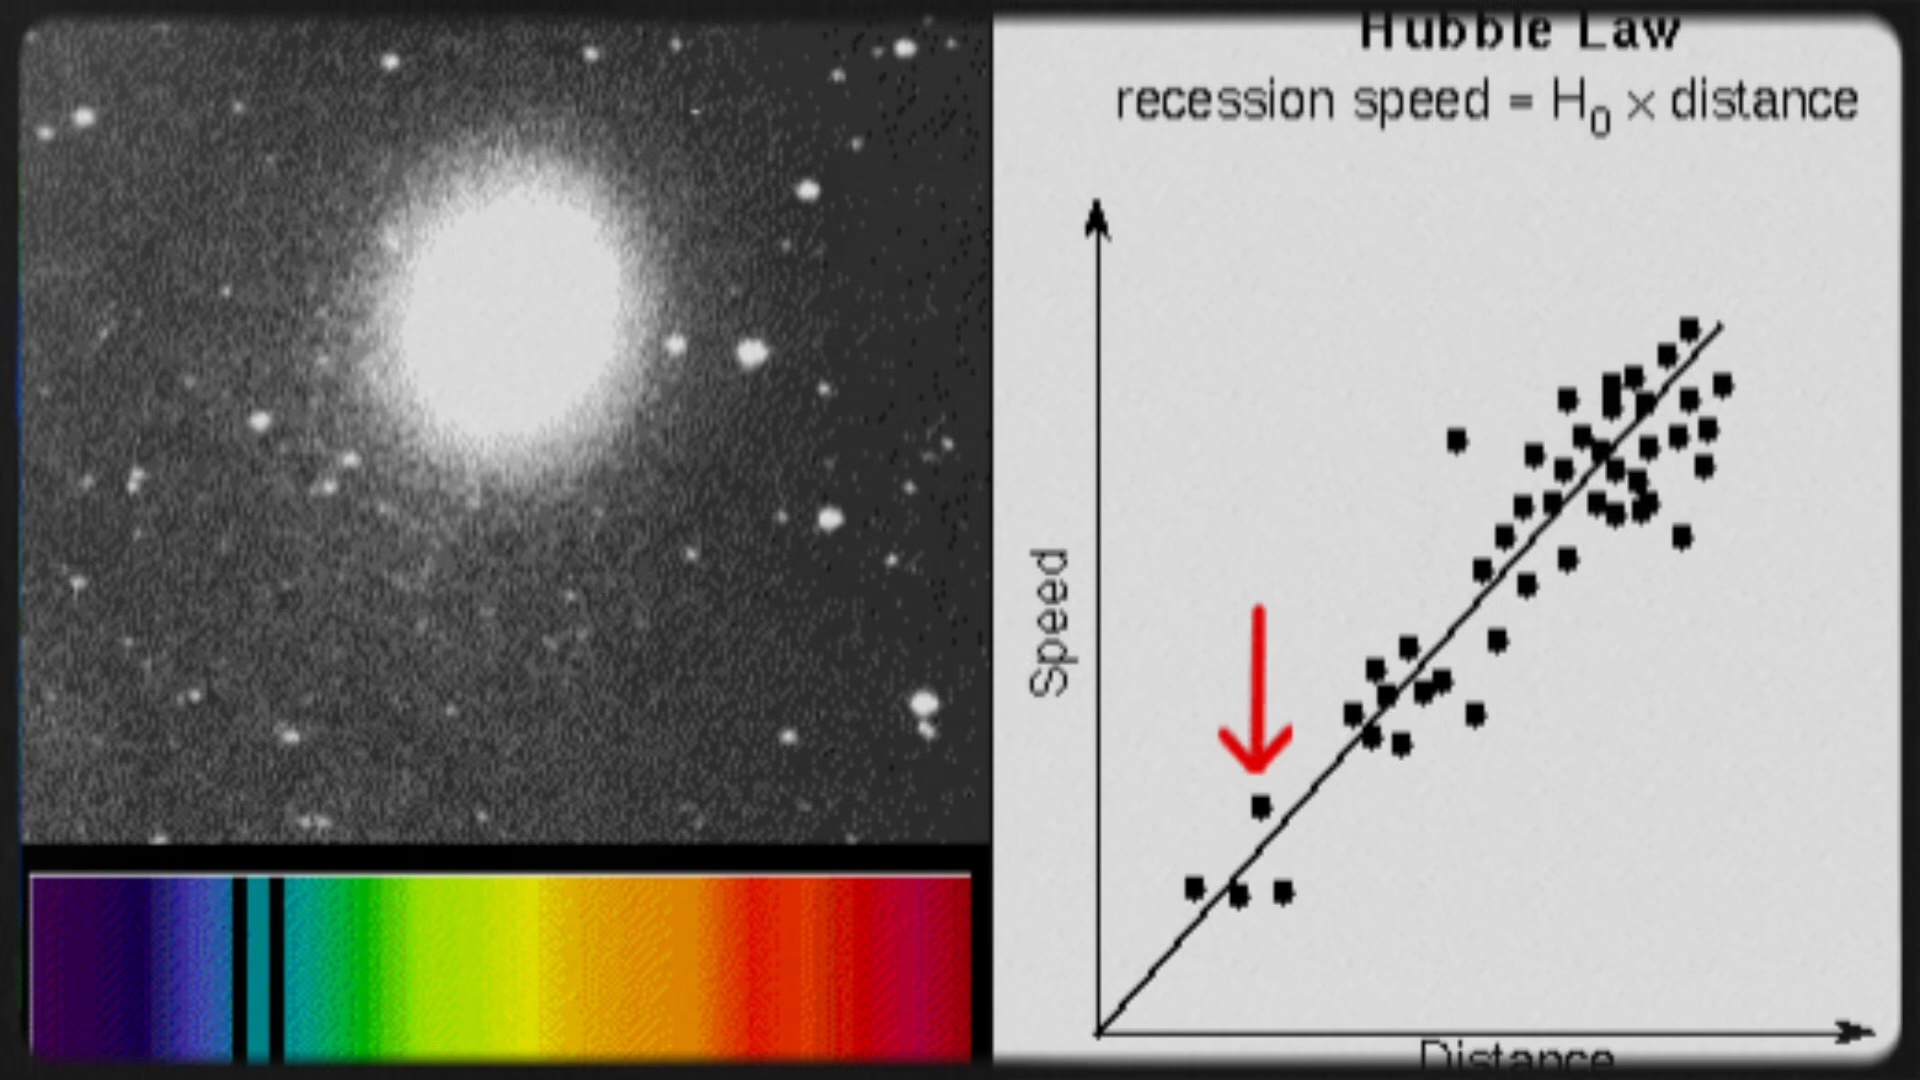 Hubble Law
recession speed = H₀ × distance
Speed
Distance